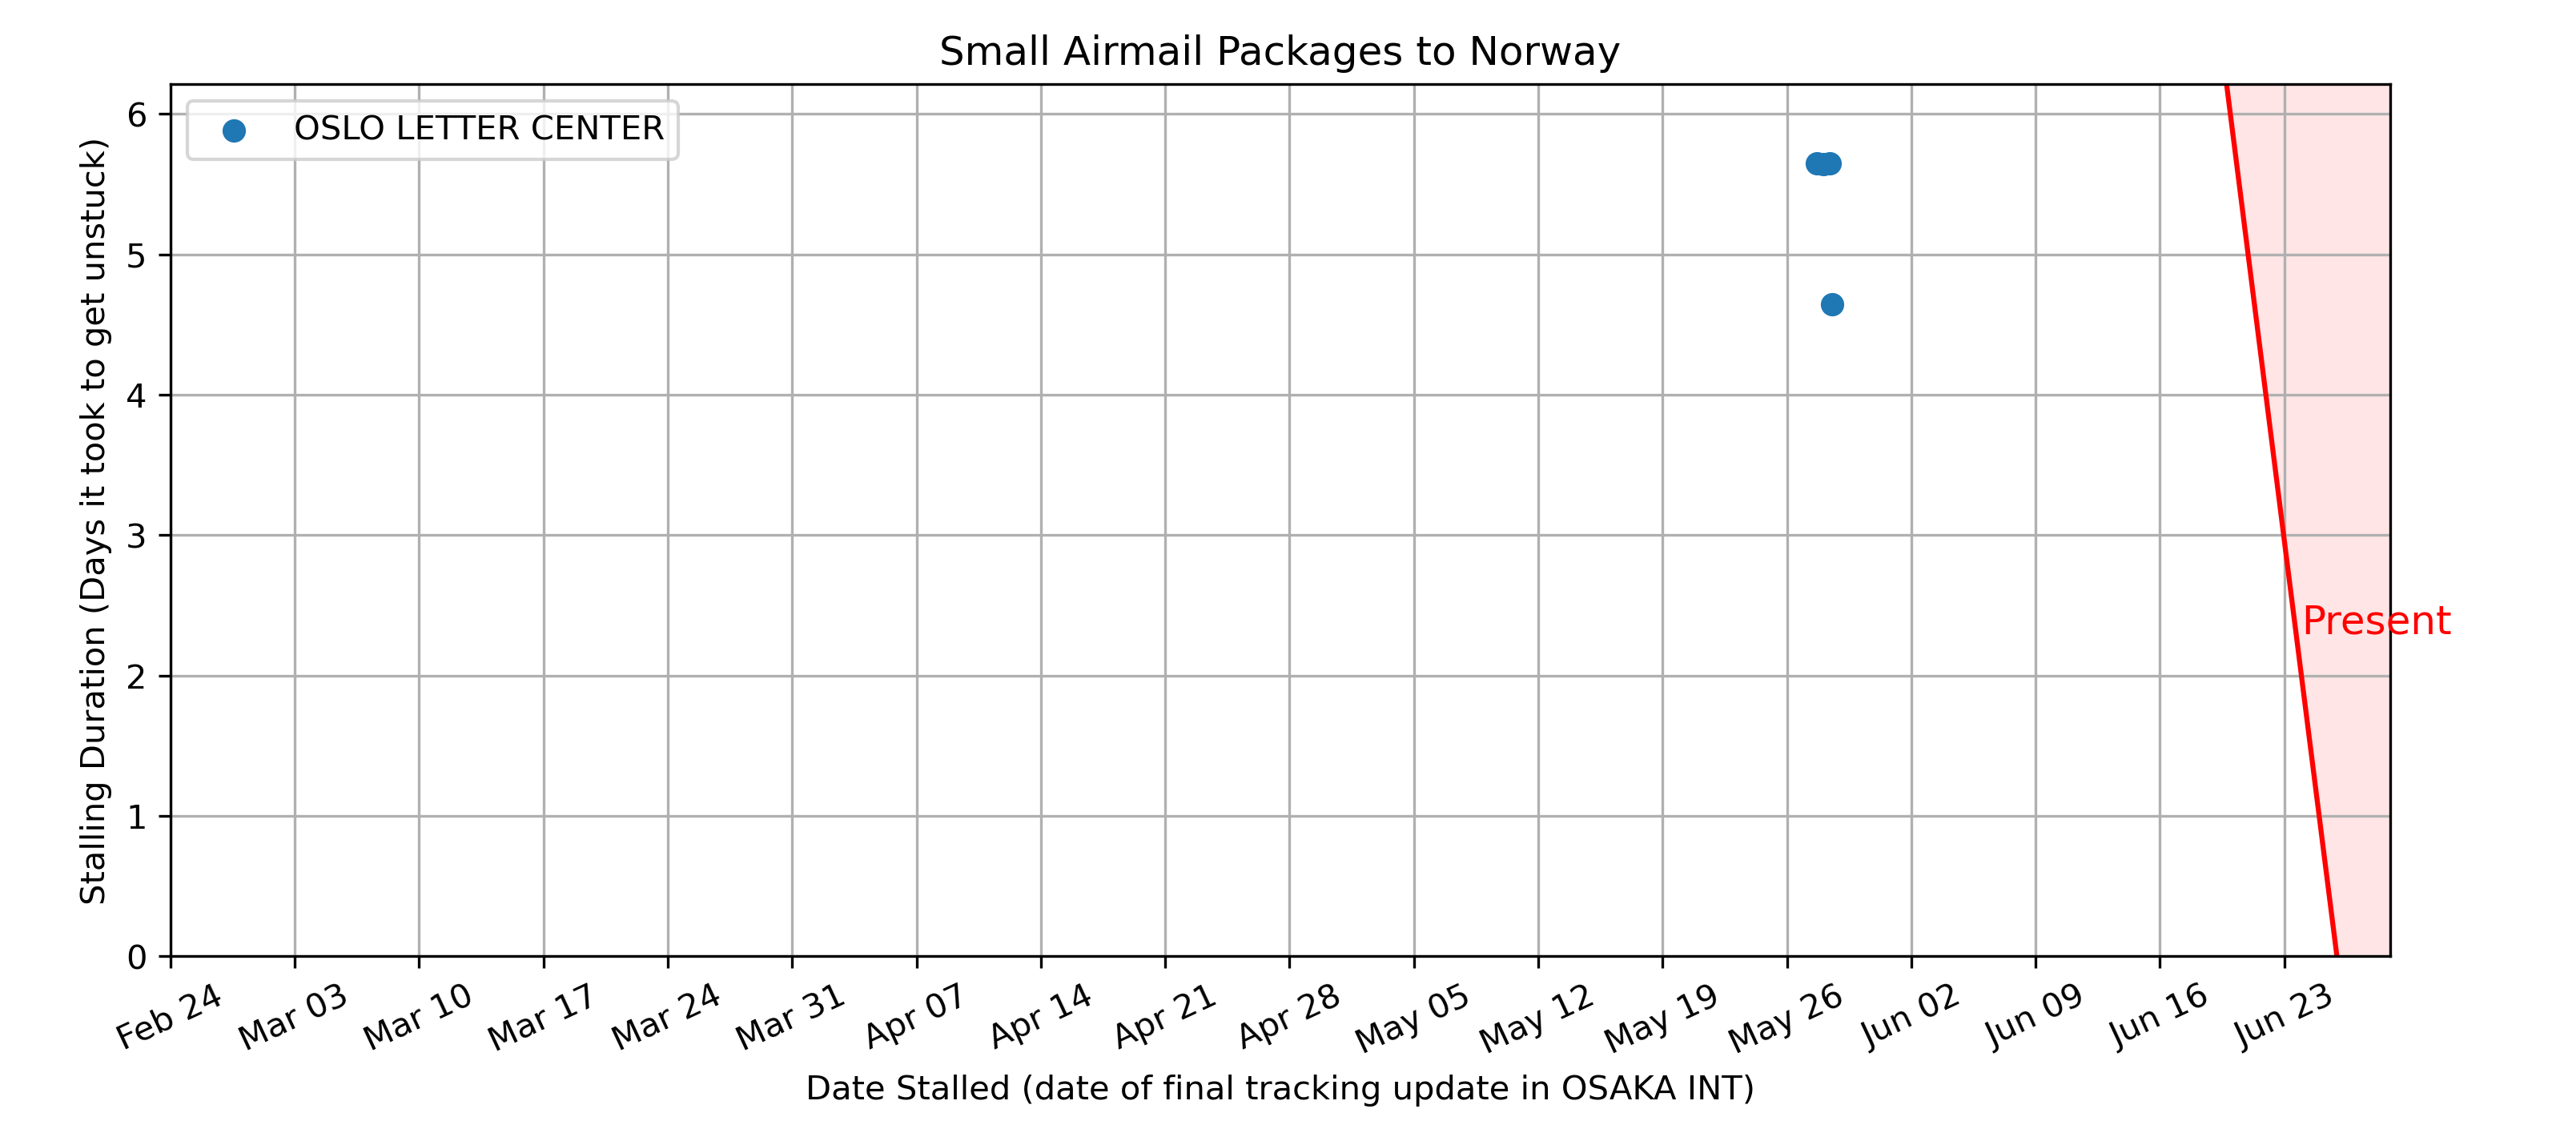 Small Airmail Packages to Norway
OSLO LETTER CENTER
Stalling Duration (Days it took to get unstuck)
6
5
4
3
2
1
0
Present
Feb 24
Mar 03
Mar 10
Mar 17
Mar 24
Mar 31
Apr 07
Apr 14
Apr 21
Apr 28
May 05
May 12
May 19
May 26
Jun 02
Jun 09
Jun 16
Jun 23
Date Stalled (date of final tracking update in OSAKA INT)